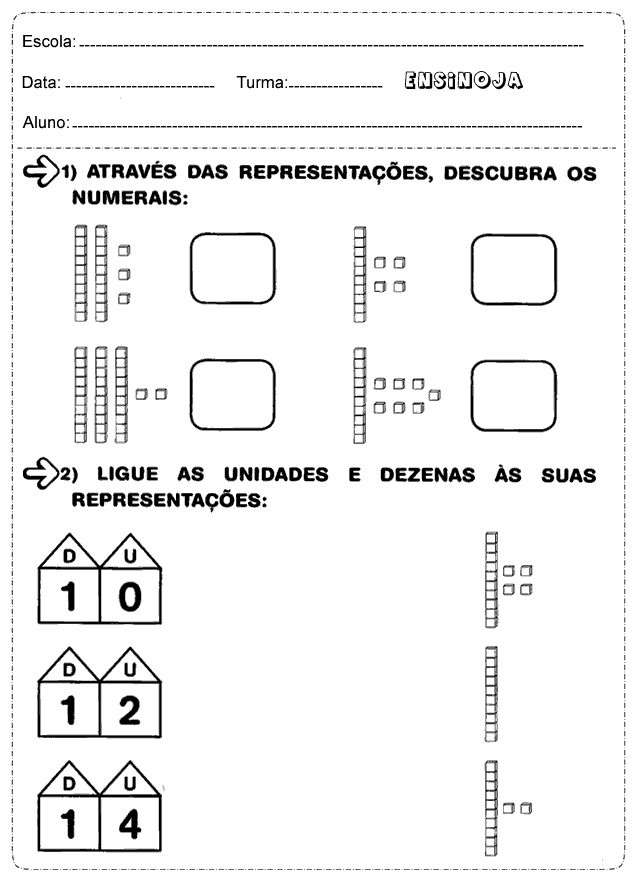 Escola:
Data: Turma: ENSINOJA
Aluno:
1) ATRAVÉS DAS REPRESENTAÇÕES, DESCUBRA OS
NUMERAIS:
2) LIGUE AS UNIDADES E DEZENAS ÀS SUAS
REPRESENTAÇÕES:
D U
1 0
D U
1 2
D U
1 4